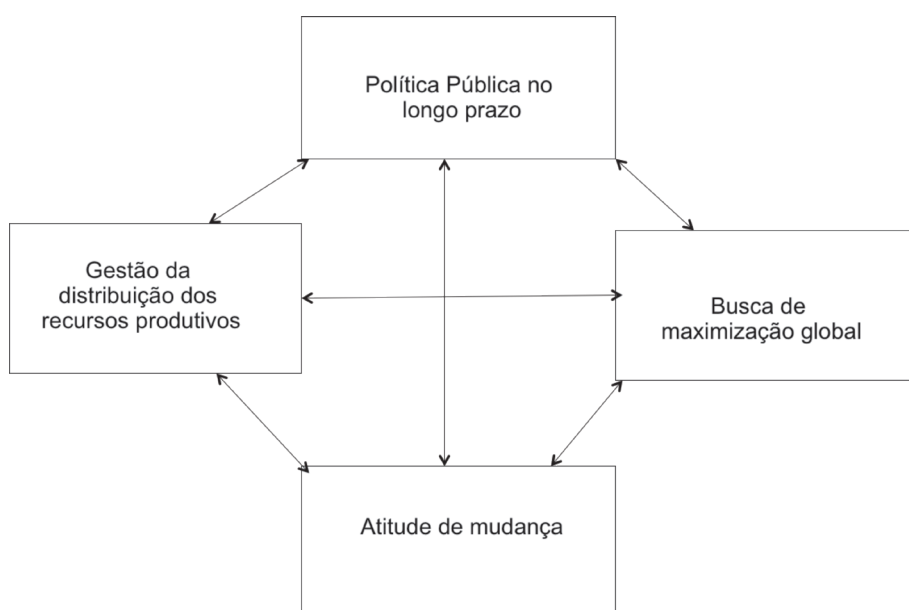 Política Pública no
longo prazo
Gestão da
distribuição dos
recursos produtivos
Busca de
maximização global
Atitude de mudança